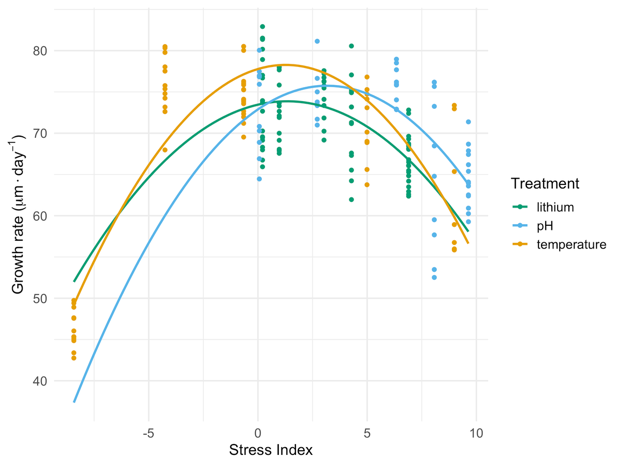 80
70
60
50
40
Growth rate (μm · day⁻¹)
-5
0
5
10
Stress Index
Treatment
lithium
pH
temperature